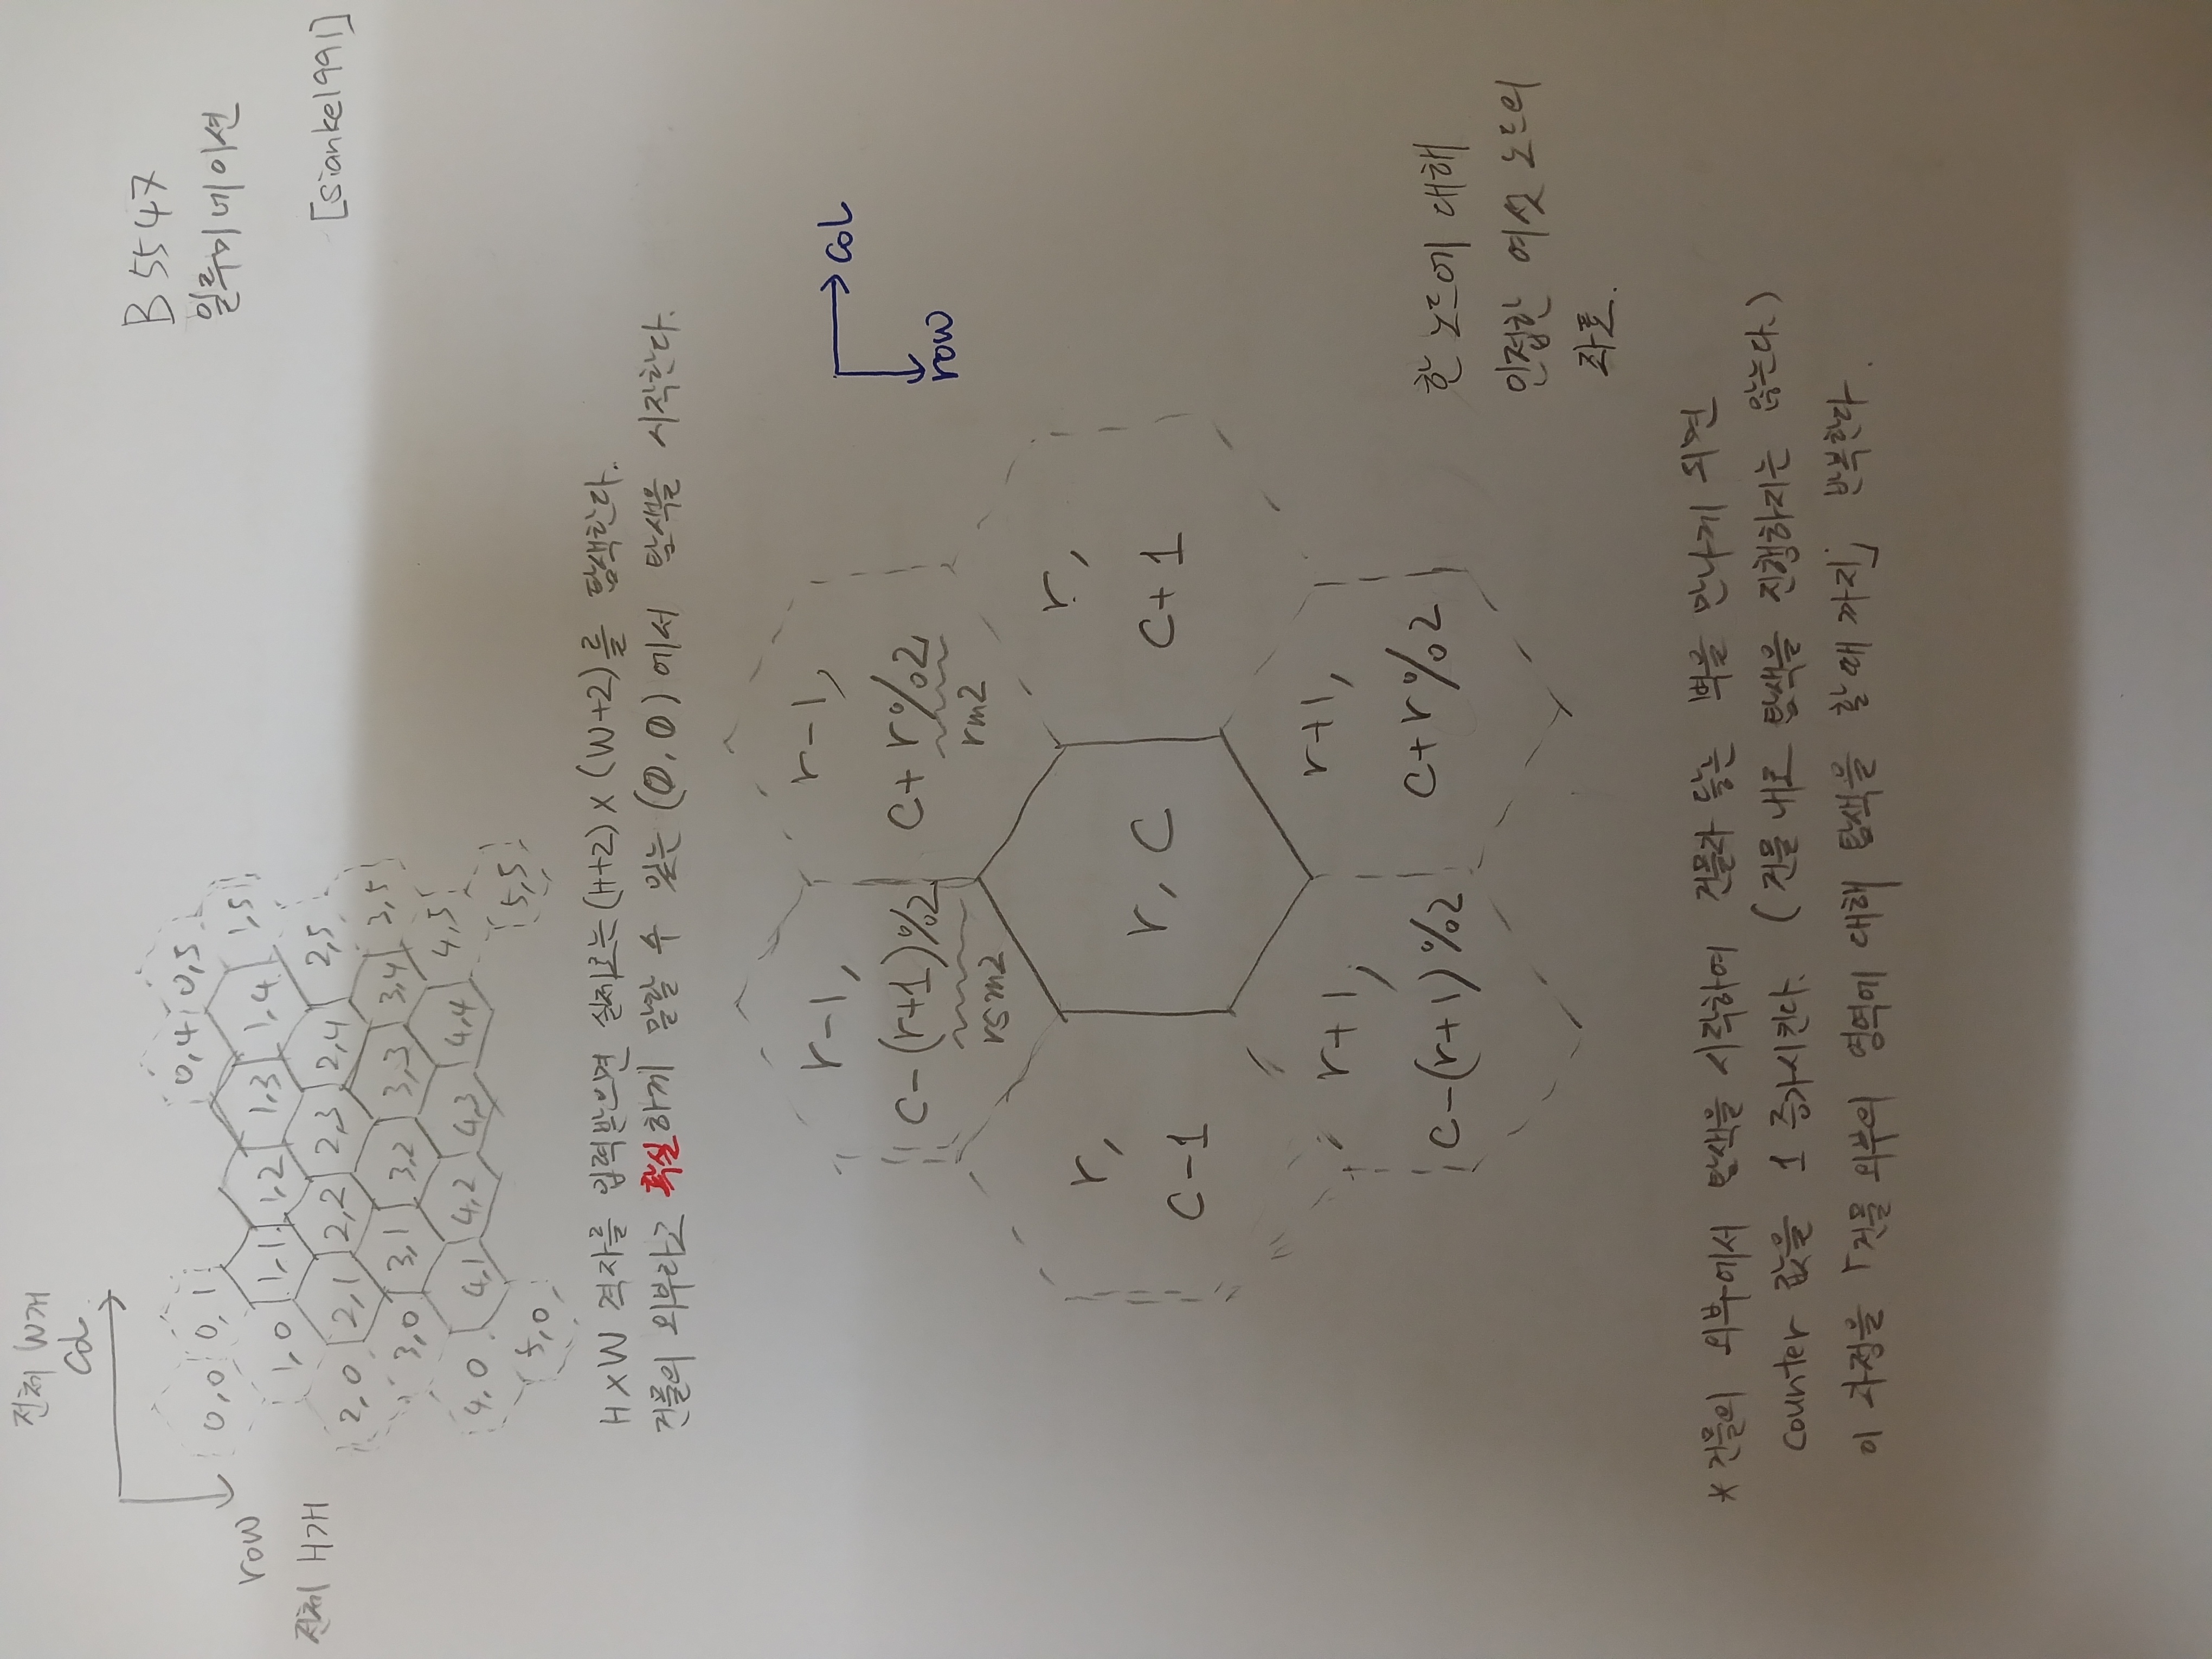 전체 W개
col
row
전체 H개
B 5547
일루미네이션
[siankel991]
0,0 0,1 0,4 0,5
1,0 1,1 1,2 1,3 1,4 1,5
2,0 2,1 2,2 2,3 2,4 2,5
3,0 3,1 3,2 3,3 3,4 3,5
4,0 4,1 4,2 4,3 4,4 4,5
5,0 5,5
H×W 격자를 입력받으면 실제로는 (H+2) × (W+2)를 탐색한다.
건물의 외부라고 확실하게 말할 수 있는 (0, 0) 에서 탐색을 시작한다.
r-1, r-1,
c-(r+1)%2 c+r%2
rsm2 rm2
col
row
r, r,
c-1 r, c c+1
r+1, r+1,
c-(r+1)%2 c+r%2
한 노드에 대해
인접한 여섯 노드의
좌표.
* 건물의 외부에서 탐색을 시작하여 건물과 닿는 벽을 만나게 되면
counter 값을 1 증가시킨다. (건물 내로 탐색을 진행하지는 않는다.)
이 과정을 「건물 외부의 영역에 대해 탐색을 할 때 까지」 반복한다.